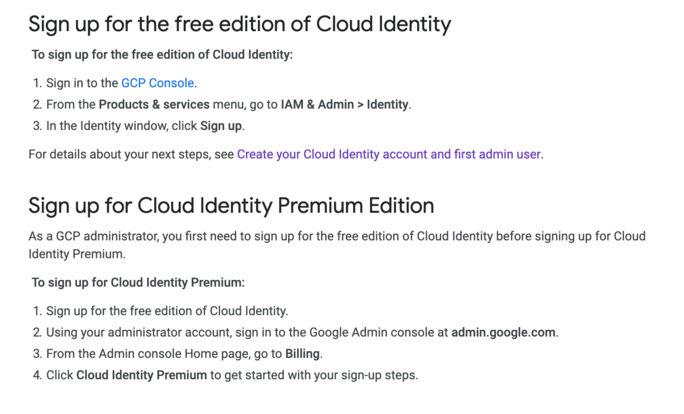 Sign up for the free edition of Cloud Identity
To sign up for the free edition of Cloud Identity:
1. Sign in to the GCP Console.
2. From the Products & services menu, go to IAM & Admin > Identity.
3. In the Identity window, click Sign up.
For details about your next steps, see Create your Cloud Identity account and first admin user.
Sign up for Cloud Identity Premium Edition
As a GCP administrator, you first need to sign up for the free edition of Cloud Identity before signing up for Cloud
Identity Premium.
To sign up for Cloud Identity Premium:
1. Sign up for the free edition of Cloud Identity.
2. Using your administrator account, sign in to the Google Admin console at admin.google.com.
3. From the Admin console Home page, go to Billing.
4. Click Cloud Identity Premium to get started with your sign-up steps.